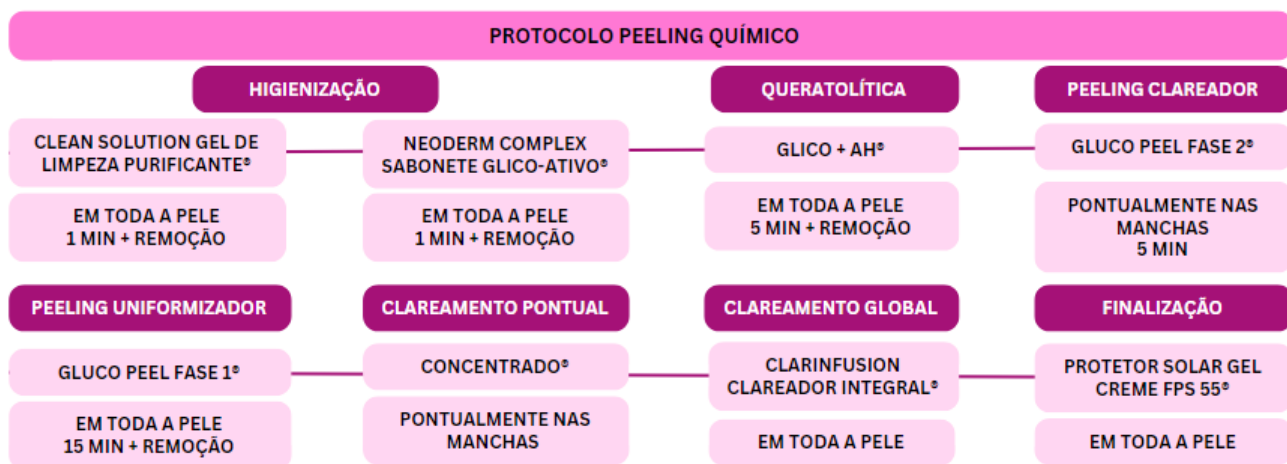 PROTOCOLO PEELING QUÍMICO
HIGIENIZAÇÃO
CLEAN SOLUTION GEL DE
LIMPEZA PURIFICANTE®
EM TODA A PELE
1 MIN + REMOÇÃO
NEODERM COMPLEX
SABONETE GLICO-ATIVO®
EM TODA A PELE
1 MIN + REMOÇÃO
QUERATOLÍTICA
GLICO + AH®
EM TODA A PELE
5 MIN + REMOÇÃO
PEELING CLAREADOR
GLUCO PEEL FASE 2®
PONTUALMENTE NAS
MANCHAS
5 MIN
PEELING UNIFORMIZADOR
GLUCO PEEL FASE 1®
EM TODA A PELE
15 MIN + REMOÇÃO
CLAREAMENTO PONTUAL
CONCENTRADO®
PONTUALMENTE NAS
MANCHAS
CLAREAMENTO GLOBAL
CLARINFUSION
CLAREADOR INTEGRAL®
EM TODA A PELE
FINALIZAÇÃO
PROTETOR SOLAR GEL
CREME FPS 55®
EM TODA A PELE